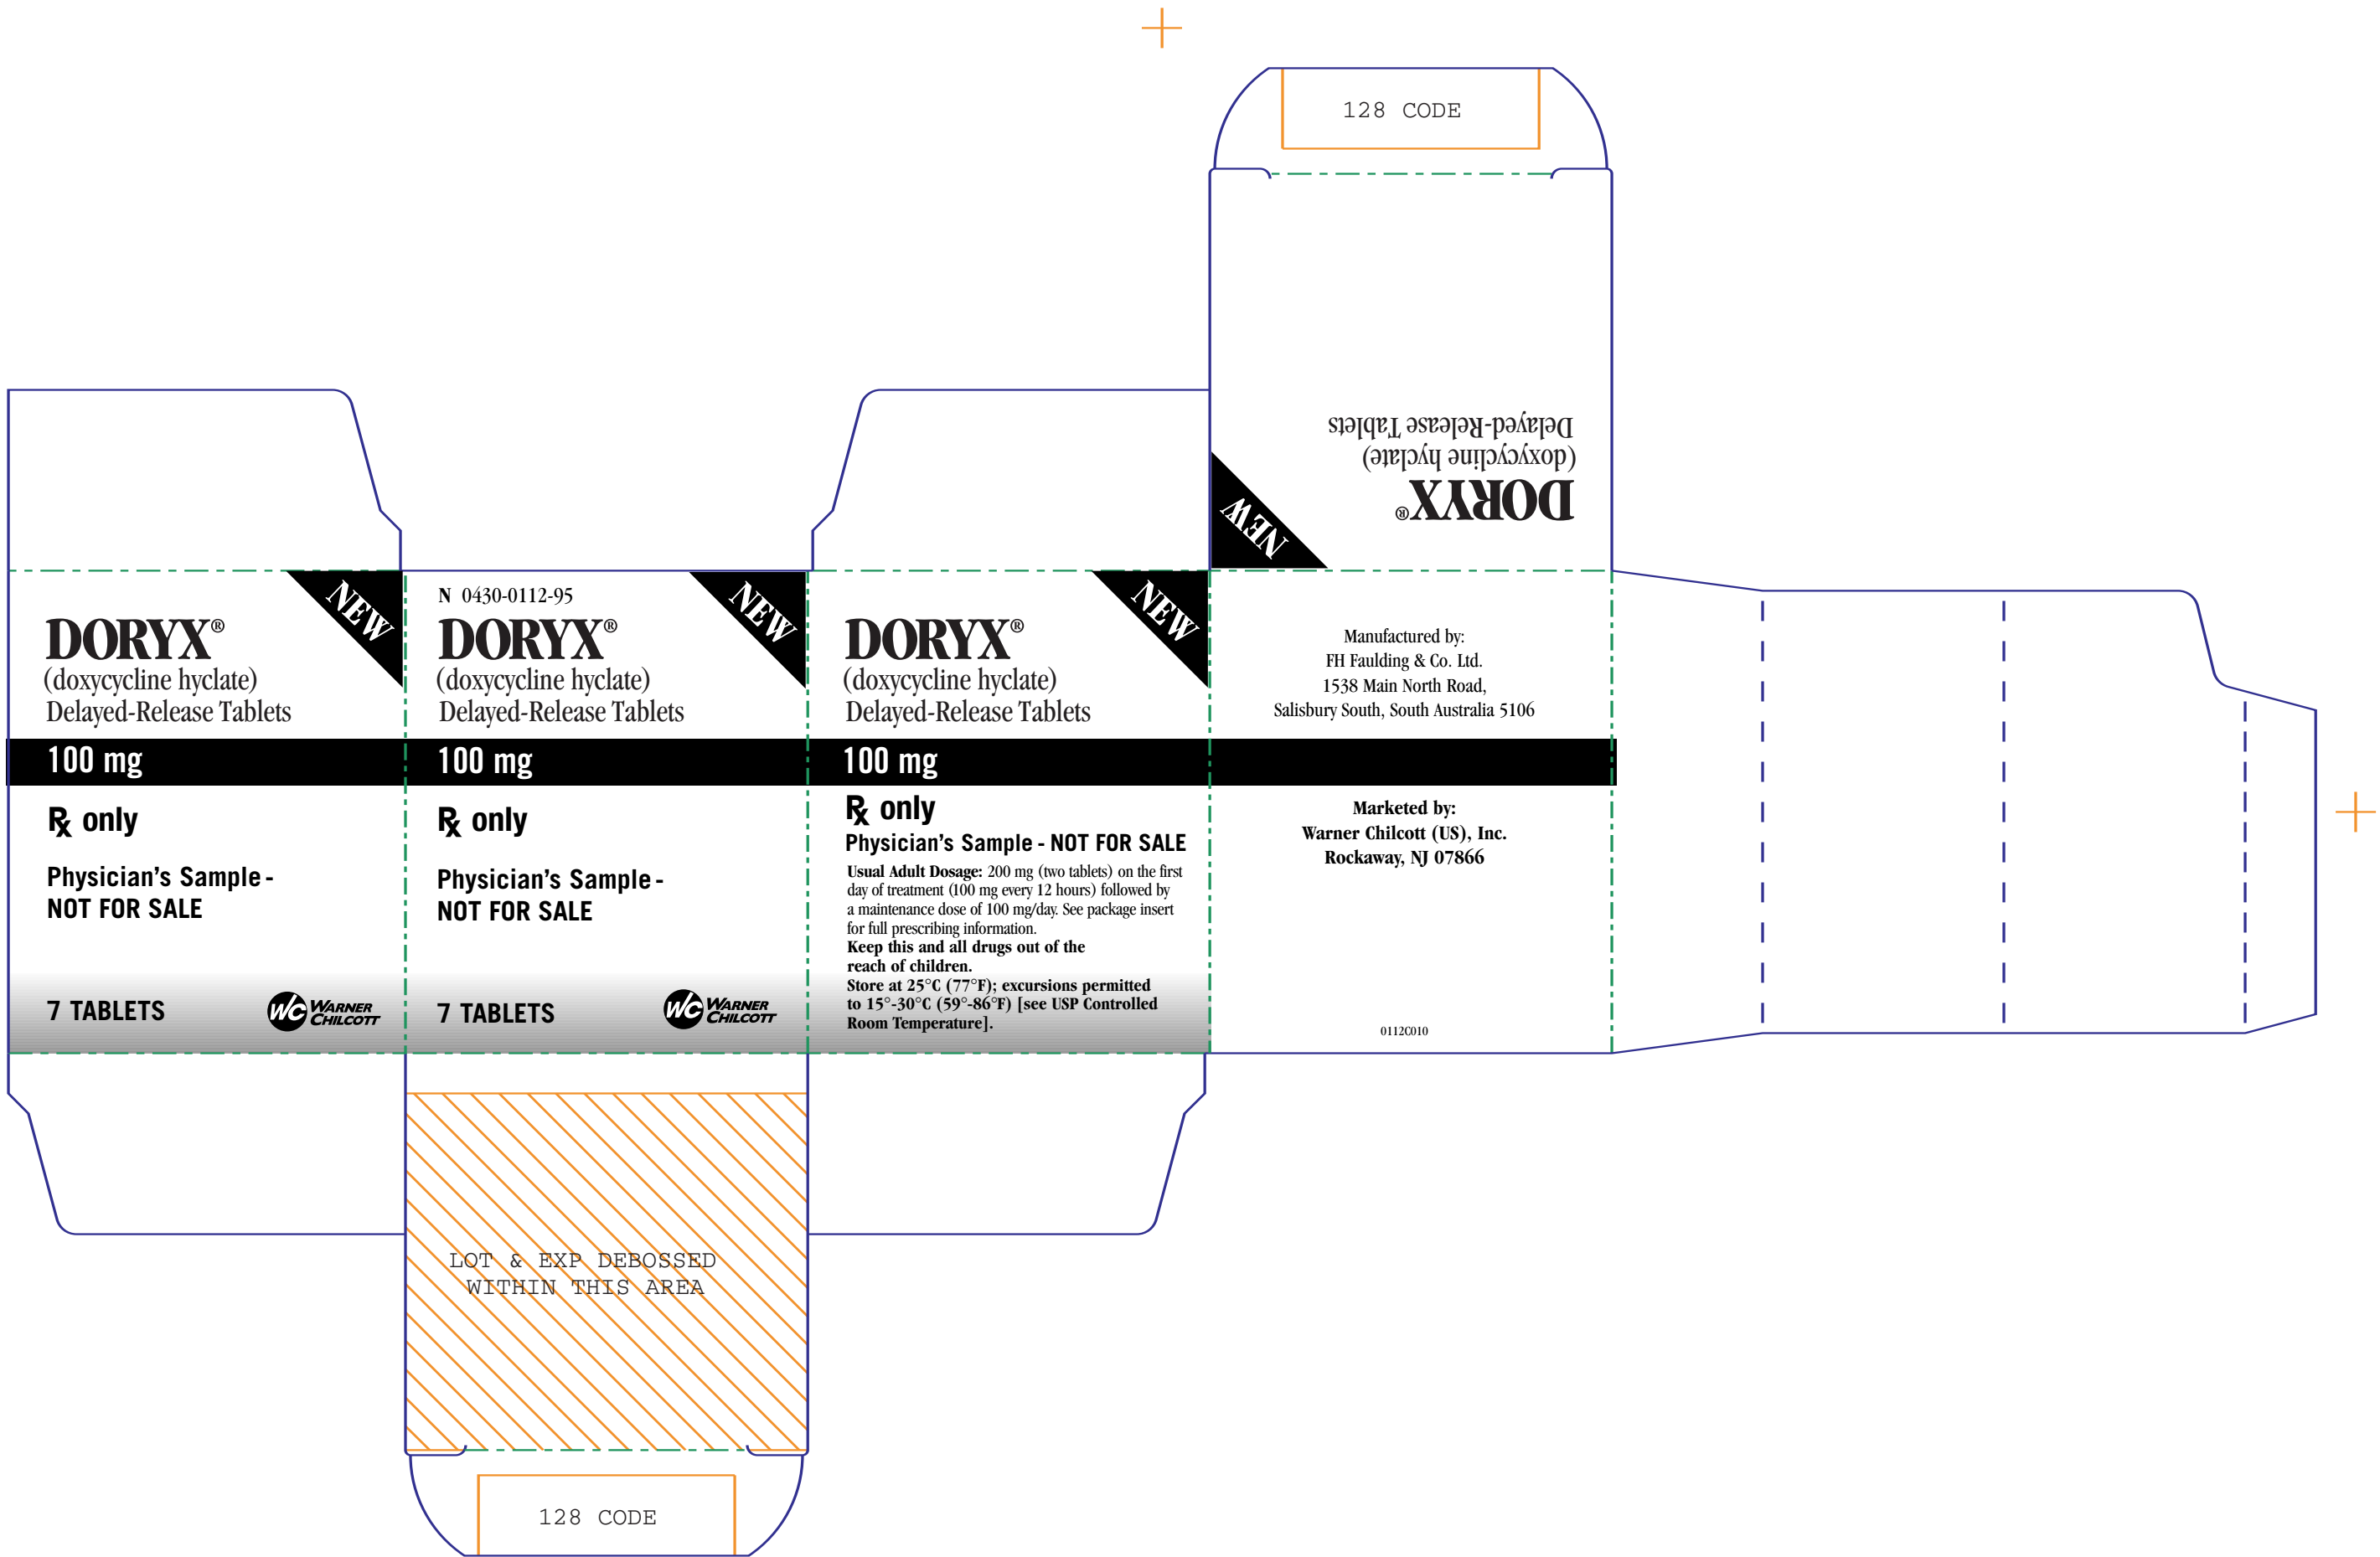 128 CODE
DORYX®
(doxycycline hyclate)
Delayed-Release Tablets
NEW
DORYX®
(doxycycline hyclate)
Delayed-Release Tablets
NEW
100 mg
℞ only
Physician’s Sample -
NOT FOR SALE
7 TABLETS
WC WARNER
CHILCOTT
N 0430-0112-95
DORYX®
(doxycycline hyclate)
Delayed-Release Tablets
NEW
100 mg
℞ only
Physician’s Sample -
NOT FOR SALE
7 TABLETS
WC WARNER
CHILCOTT
DORYX®
(doxycycline hyclate)
Delayed-Release Tablets
NEW
100 mg
℞ only
Physician’s Sample - NOT FOR SALE
Usual Adult Dosage: 200 mg (two tablets) on the first
day of treatment (100 mg every 12 hours) followed by
a maintenance dose of 100 mg/day. See package insert
for full prescribing information.
Keep this and all drugs out of the
reach of children.
Store at 25°C (77°F); excursions permitted
to 15°-30°C (59°-86°F) [see USP Controlled
Room Temperature].
Manufactured by:
FH Faulding & Co. Ltd.
1538 Main North Road,
Salisbury South, South Australia 5106
Marketed by:
Warner Chilcott (US), Inc.
Rockaway, NJ 07866
0112C010
LOT & EXP DEBOSSED
WITHIN THIS AREA
128 CODE